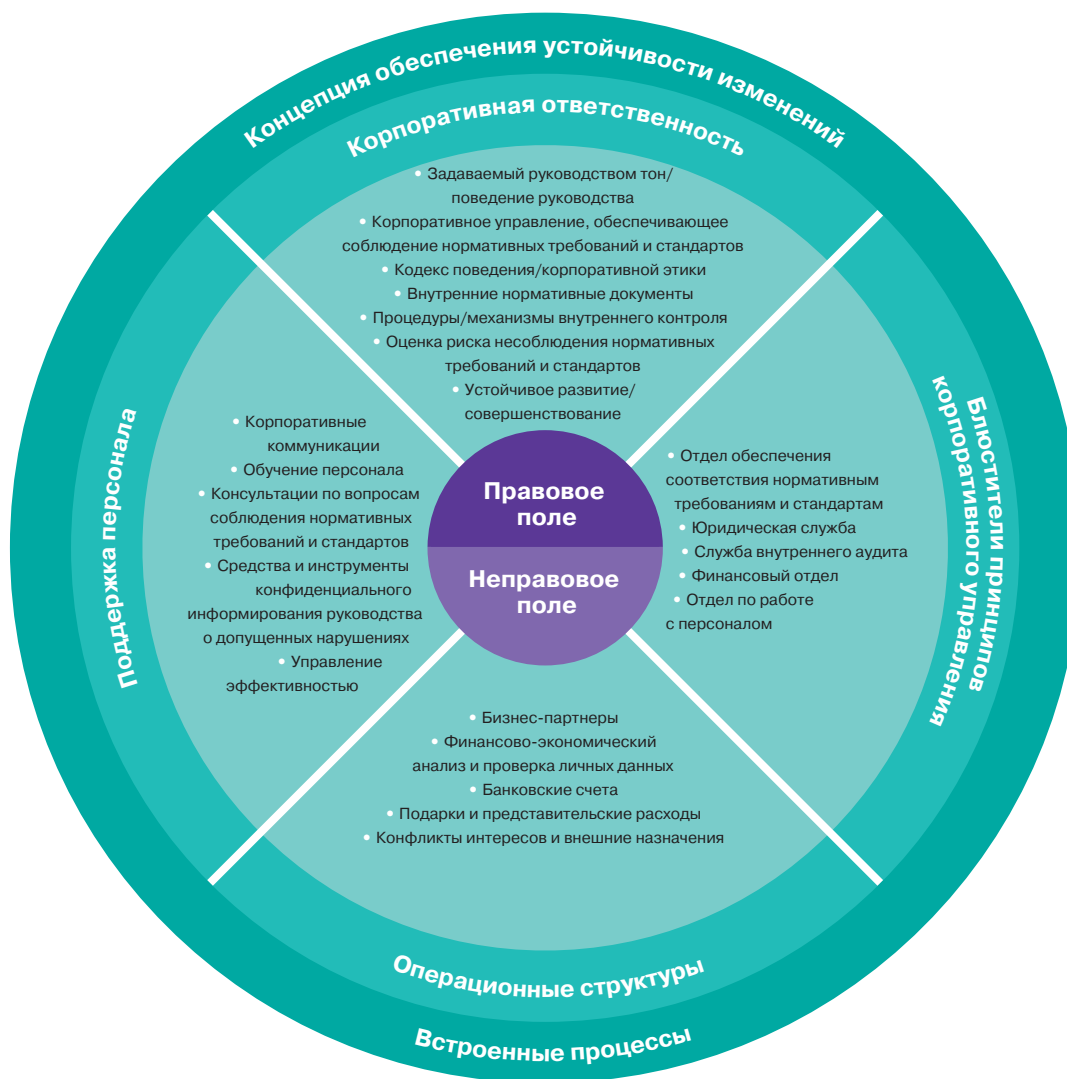 Концепция обеспечения устойчивости изменений
Корпоративная ответственность
• Задаваемый руководством тон/
поведение руководства
• Корпоративное управление, обеспечивающее
соблюдение нормативных требований и стандартов
• Кодекс поведения/корпоративной этики
• Внутренние нормативные документы
• Процедуры/механизмы внутреннего контроля
• Оценка риска несоблюдения нормативных
требований и стандартов
• Устойчивое развитие/
совершенствование
Поддержка персонала
• Корпоративные
коммуникации
• Обучение персонала
• Консультации по вопросам
соблюдения нормативных
требований и стандартов
• Средства и инструменты
конфиденциального
информирования руководства
о допущенных нарушениях
• Управление
эффективностью
Правовое
поле
Неправовое
поле
• Отдел обеспечения
соответствия нормативным
требованиям и стандартам
• Юридическая служба
• Служба внутреннего аудита
• Финансовый отдел
• Отдел по работе
с персоналом
Блюстители принципов
корпоративного управления
• Бизнес-партнеры
• Финансово-экономический
анализ и проверка личных данных
• Банковские счета
• Подарки и представительские расходы
• Конфликты интересов и внешние назначения
Операционные структуры
Встроенные процессы